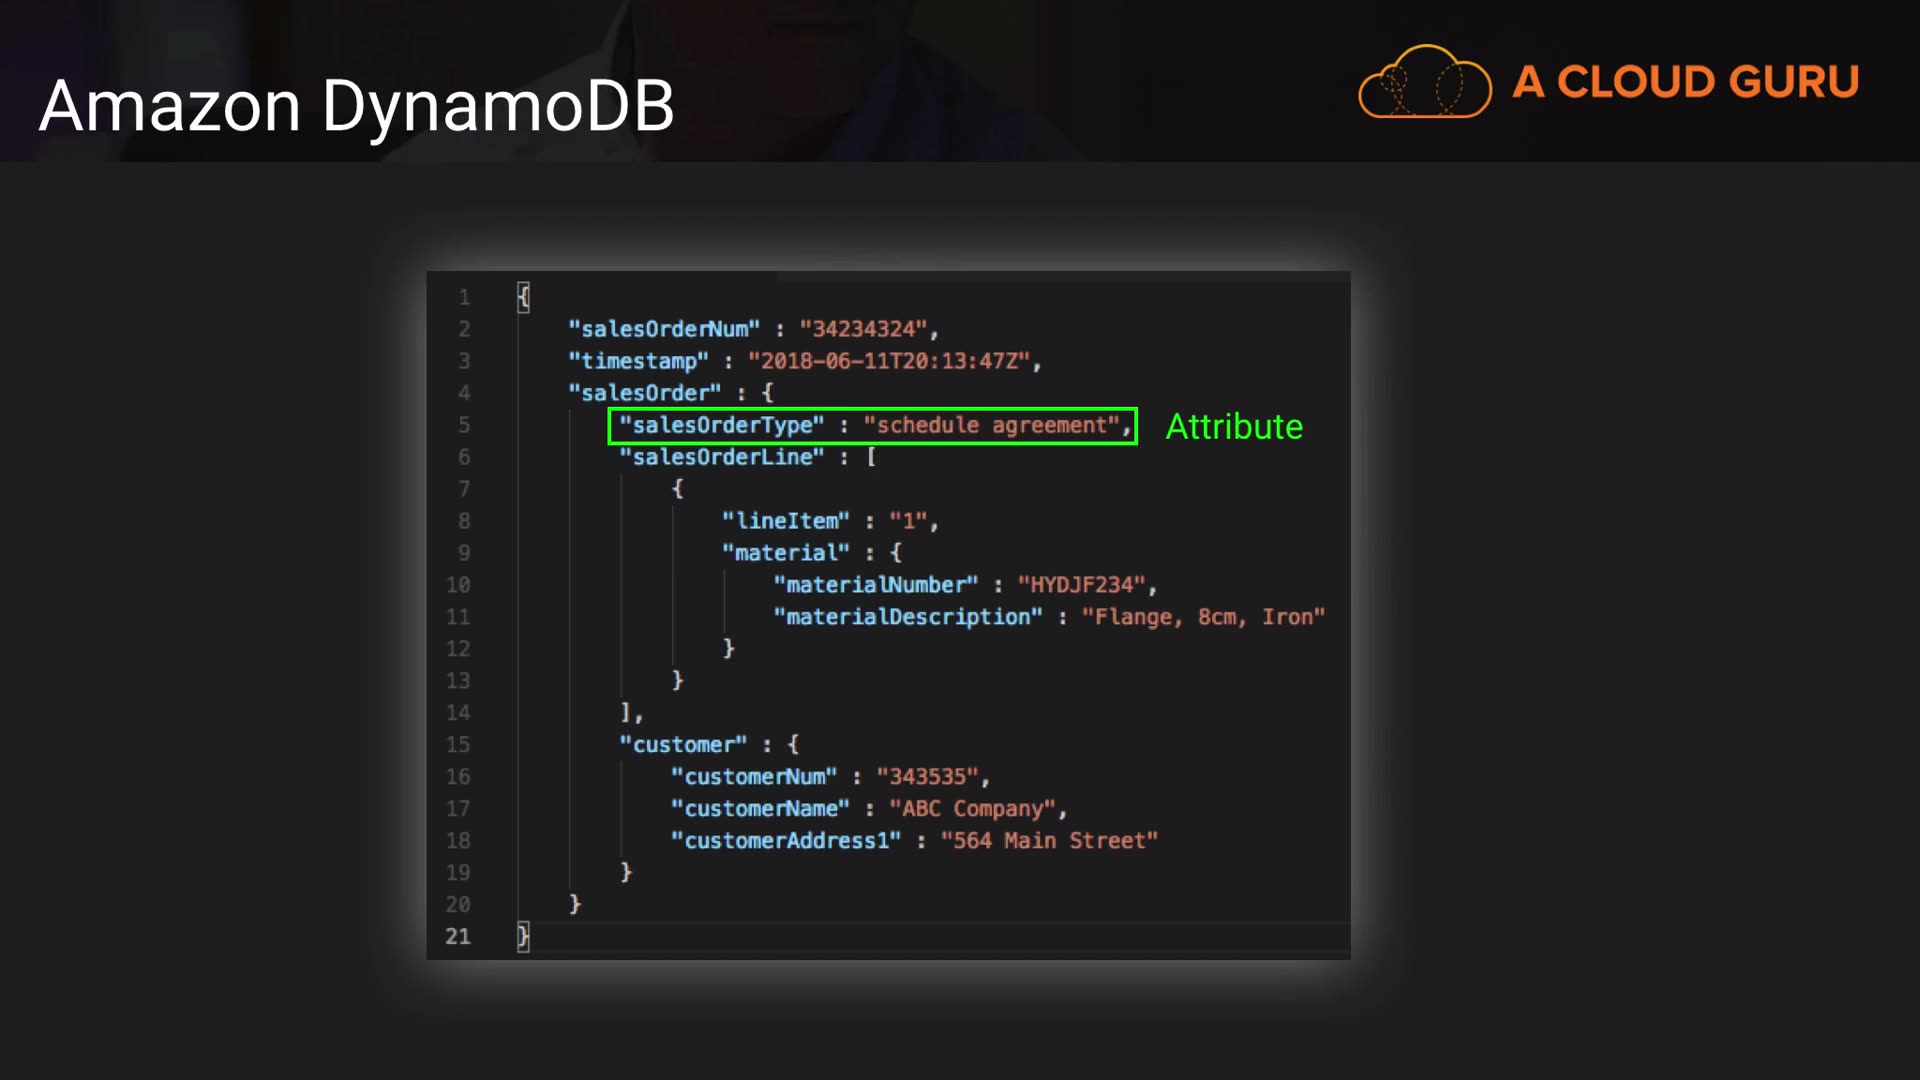 Amazon DynamoDB
A CLOUD GURU
1 {
2 "salesOrderNum" : "34234324",
3 "timestamp" : "2018-06-11T20:13:47Z",
4 "salesOrder" : {
5 "salesOrderType" : "schedule agreement", Attribute
6 "salesOrderLine" : [
7 {
8 "lineItem" : "1",
9 "material" : {
10 "materialNumber" : "HYDJF234",
11 "materialDescription" : "Flange, 8cm, Iron"
12 }
13 }
14 ],
15 "customer" : {
16 "customerNum" : "343535",
17 "customerName" : "ABC Company",
18 "customerAddress1" : "564 Main Street"
19 }
20 }
21 }